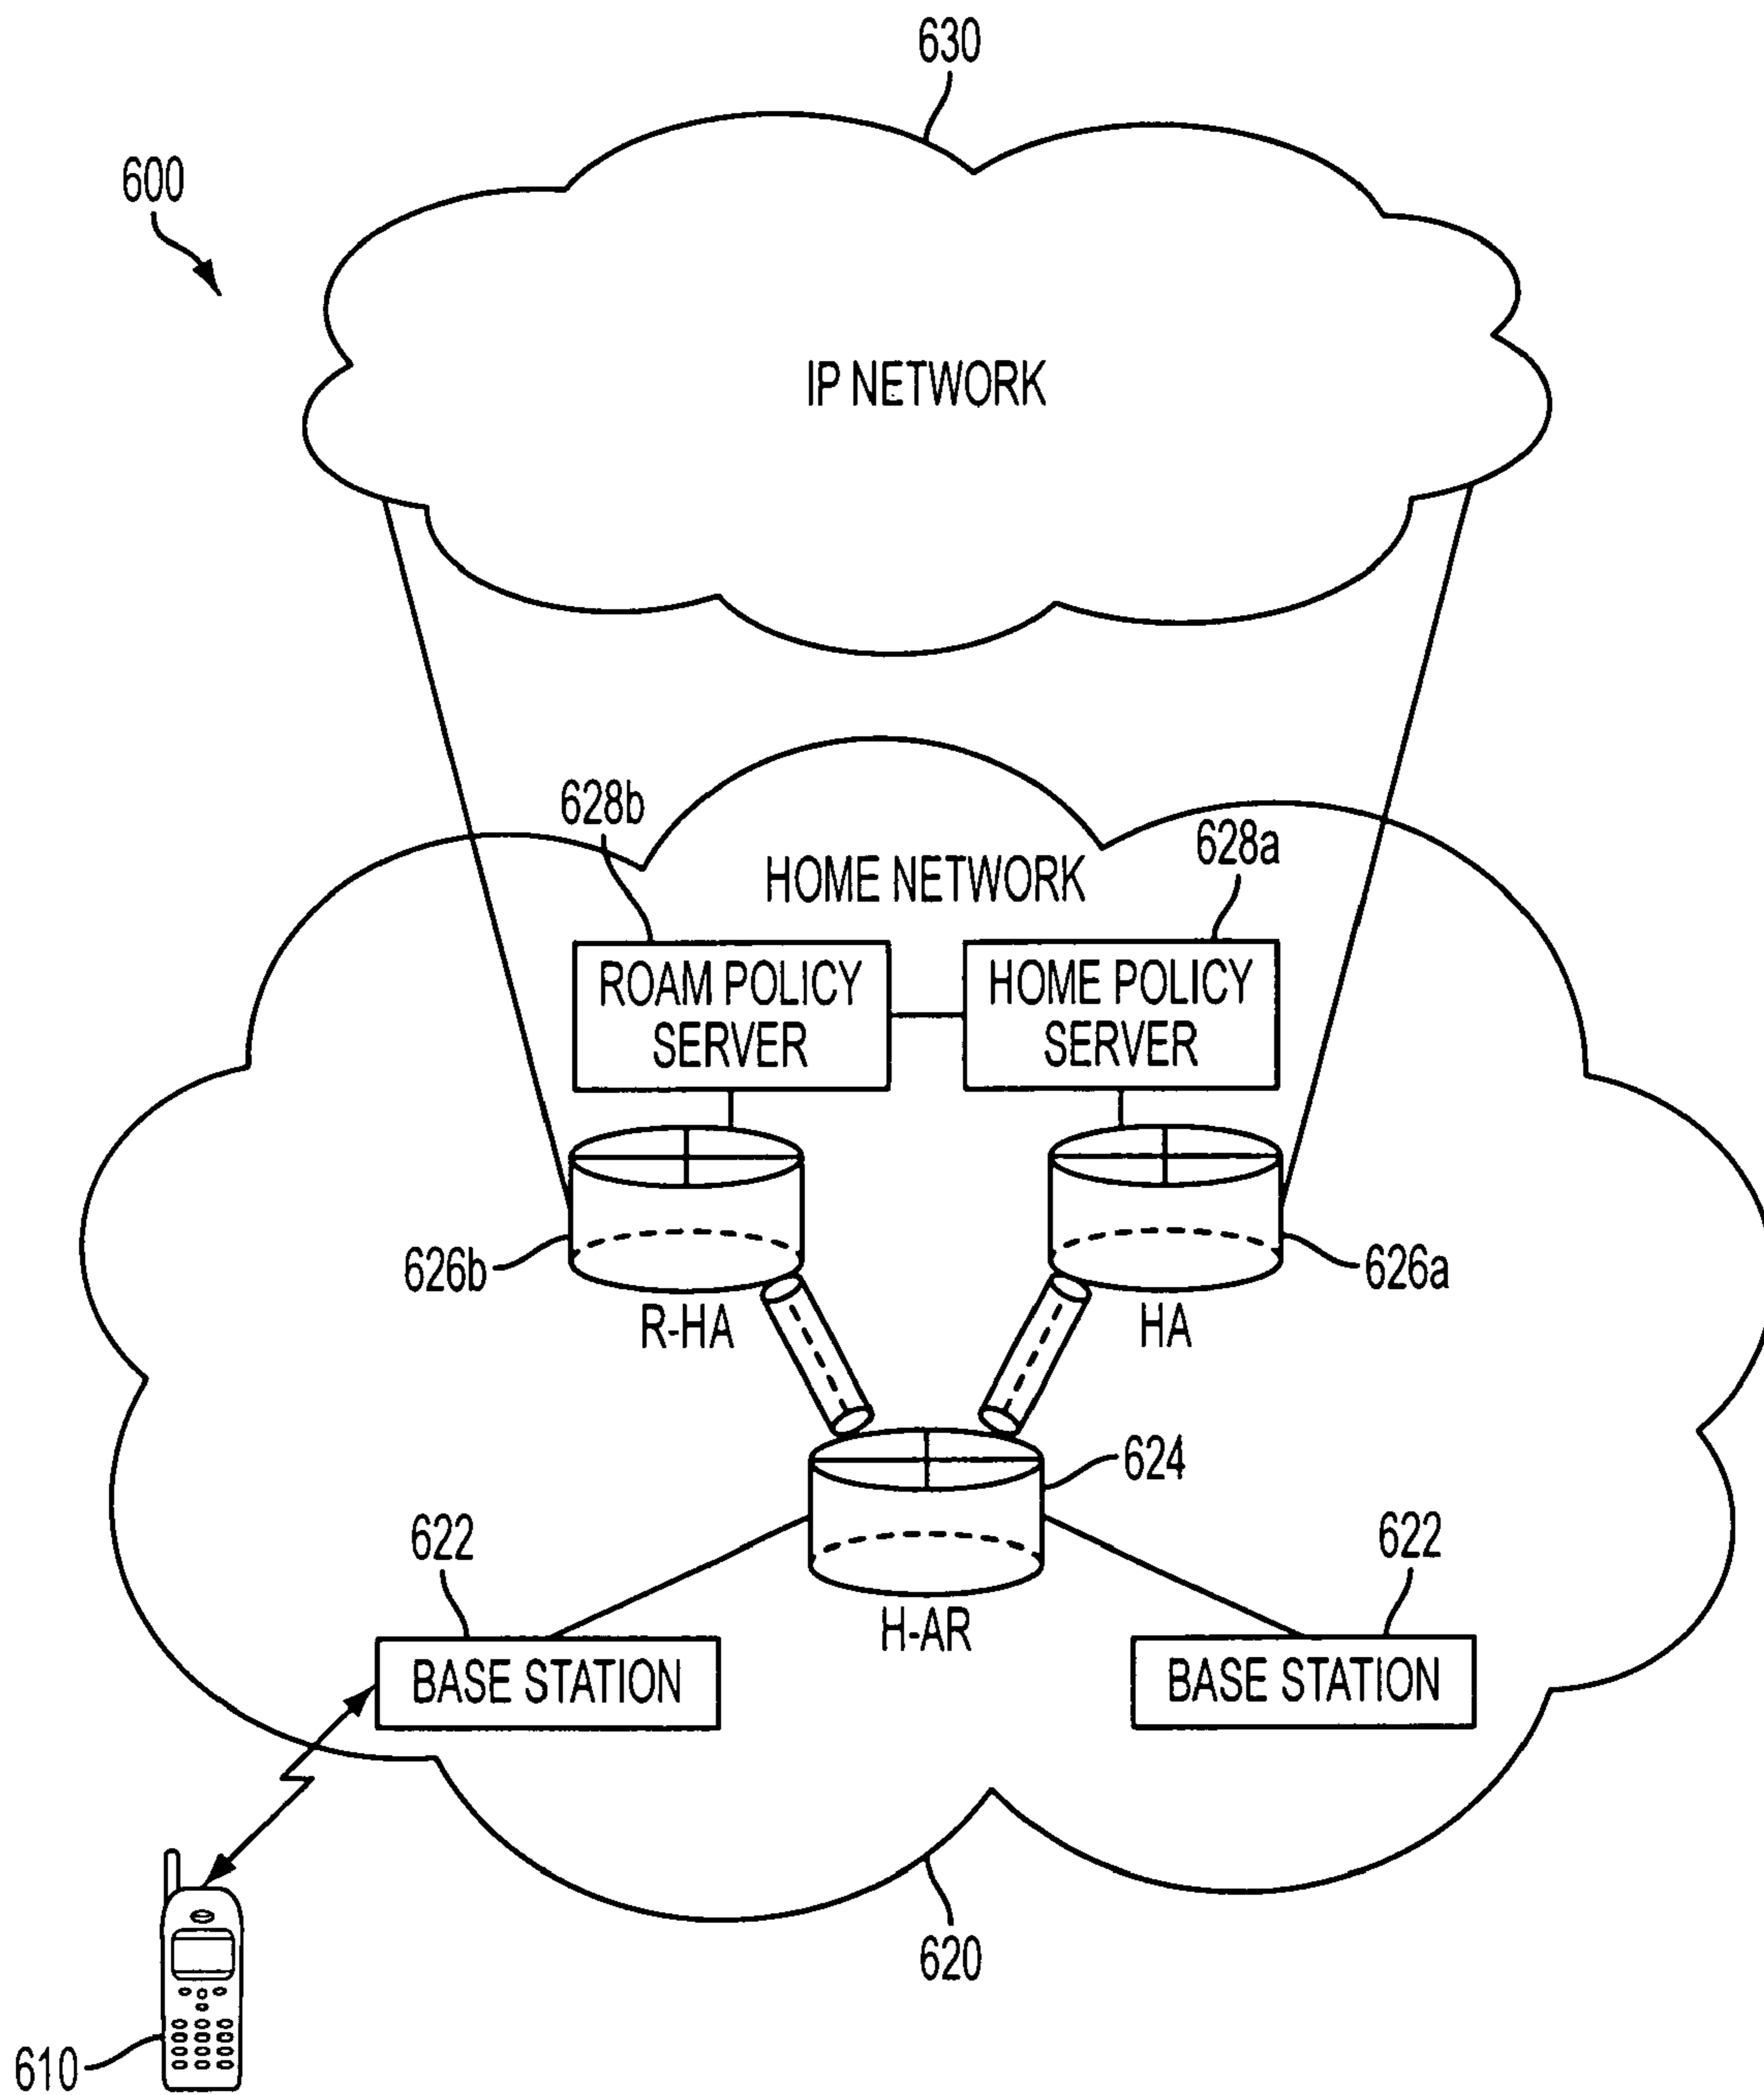 630
600
IP NETWORK
628b
628a
HOME NETWORK
ROAM POLICY
SERVER
HOME POLICY
SERVER
626b
626a
R-HA
HA
624
622
622
H-AR
BASE STATION
BASE STATION
620
610